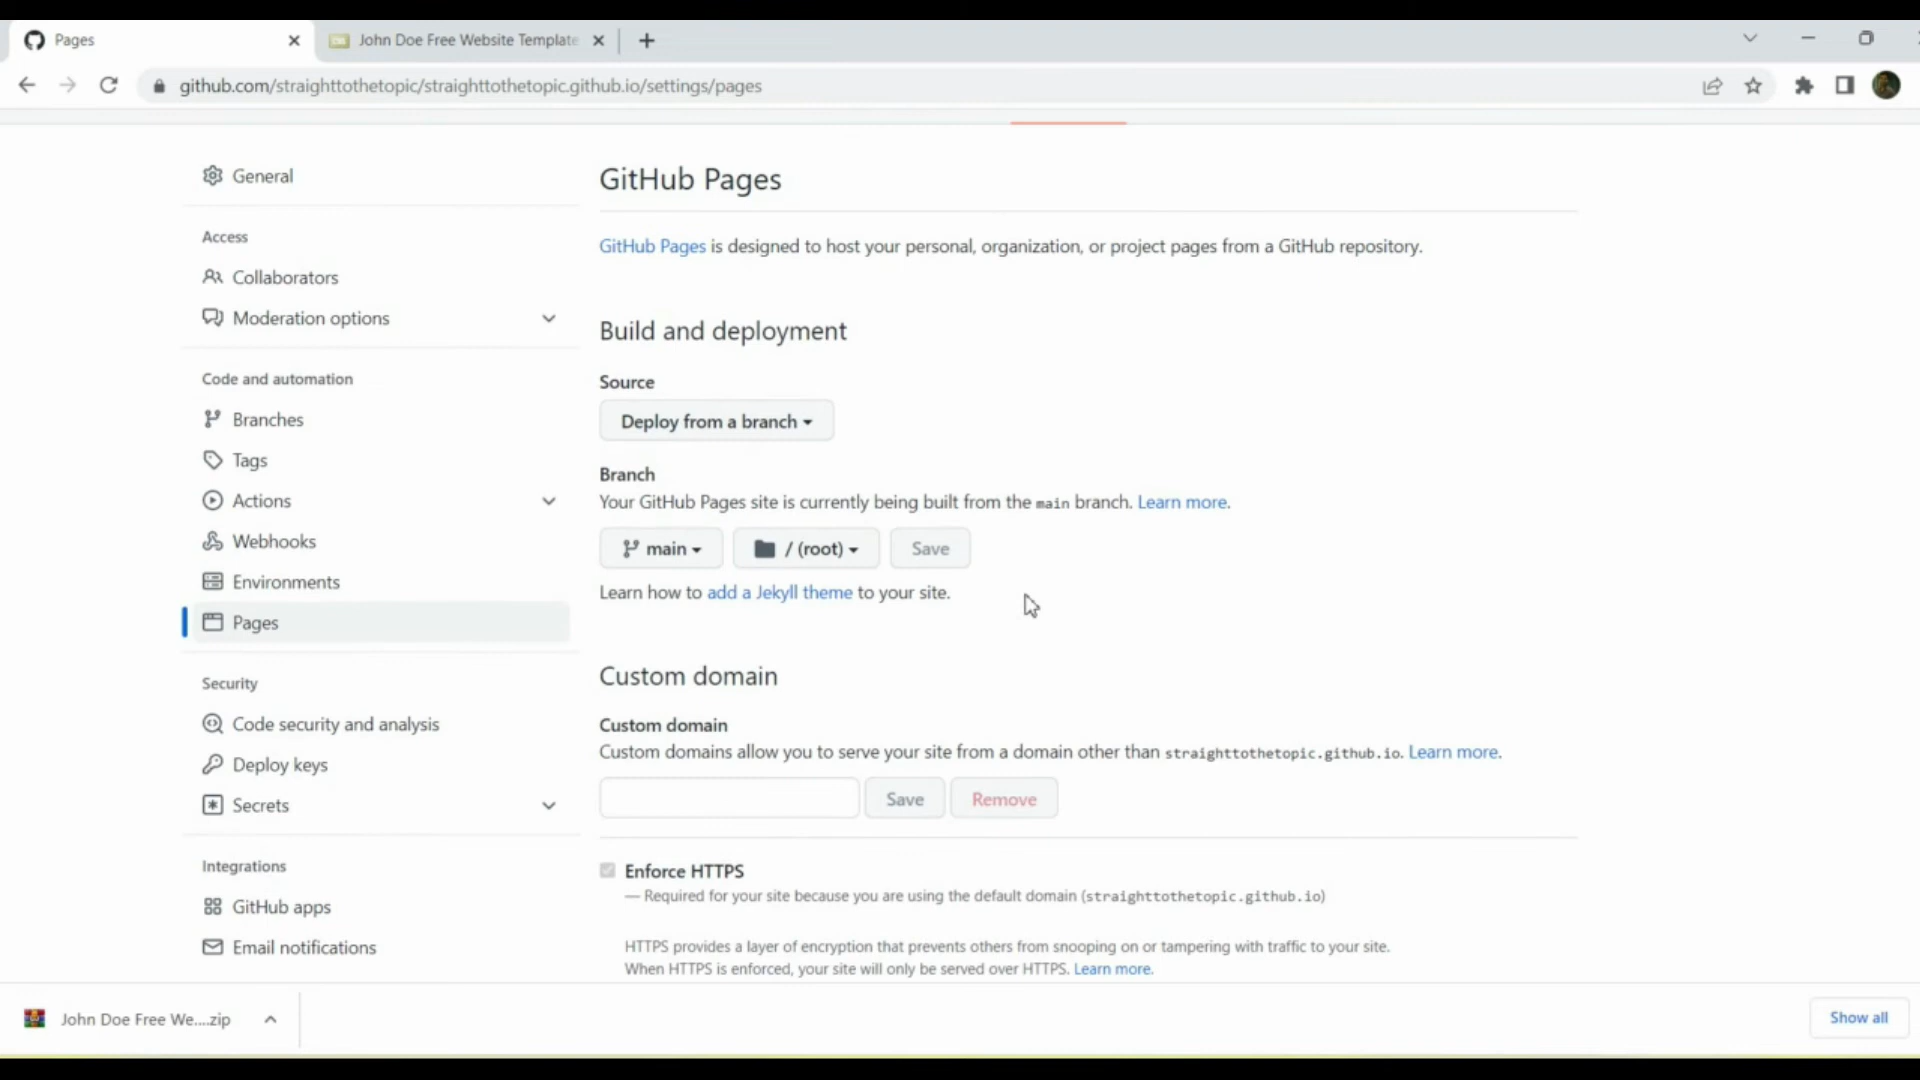 Pages
John Doe Free Website Template
github.com/straighttothetopic/straighttothetopic.github.io/settings/pages
General
Access
Collaborators
Moderation options
Code and automation
Branches
Tags
Actions
Webhooks
Environments
Pages
Security
Code security and analysis
Deploy keys
Secrets
Integrations
GitHub apps
Email notifications
GitHub Pages
GitHub Pages is designed to host your personal, organization, or project pages from a GitHub repository.
Build and deployment
Source
Deploy from a branch
Branch
Your GitHub Pages site is currently being built from the main branch. Learn more.
main / (root) Save
Learn how to add a Jekyll theme to your site.
Custom domain
Custom domain
Custom domains allow you to serve your site from a domain other than straighttothetopic.github.io. Learn more.
Save Remove
Enforce HTTPS
— Required for your site because you are using the default domain (straighttothetopic.github.io)
HTTPS provides a layer of encryption that prevents others from snooping on or tampering with traffic to your site.
When HTTPS is enforced, your site will only be served over HTTPS. Learn more.
John Doe Free We....zip
Show all